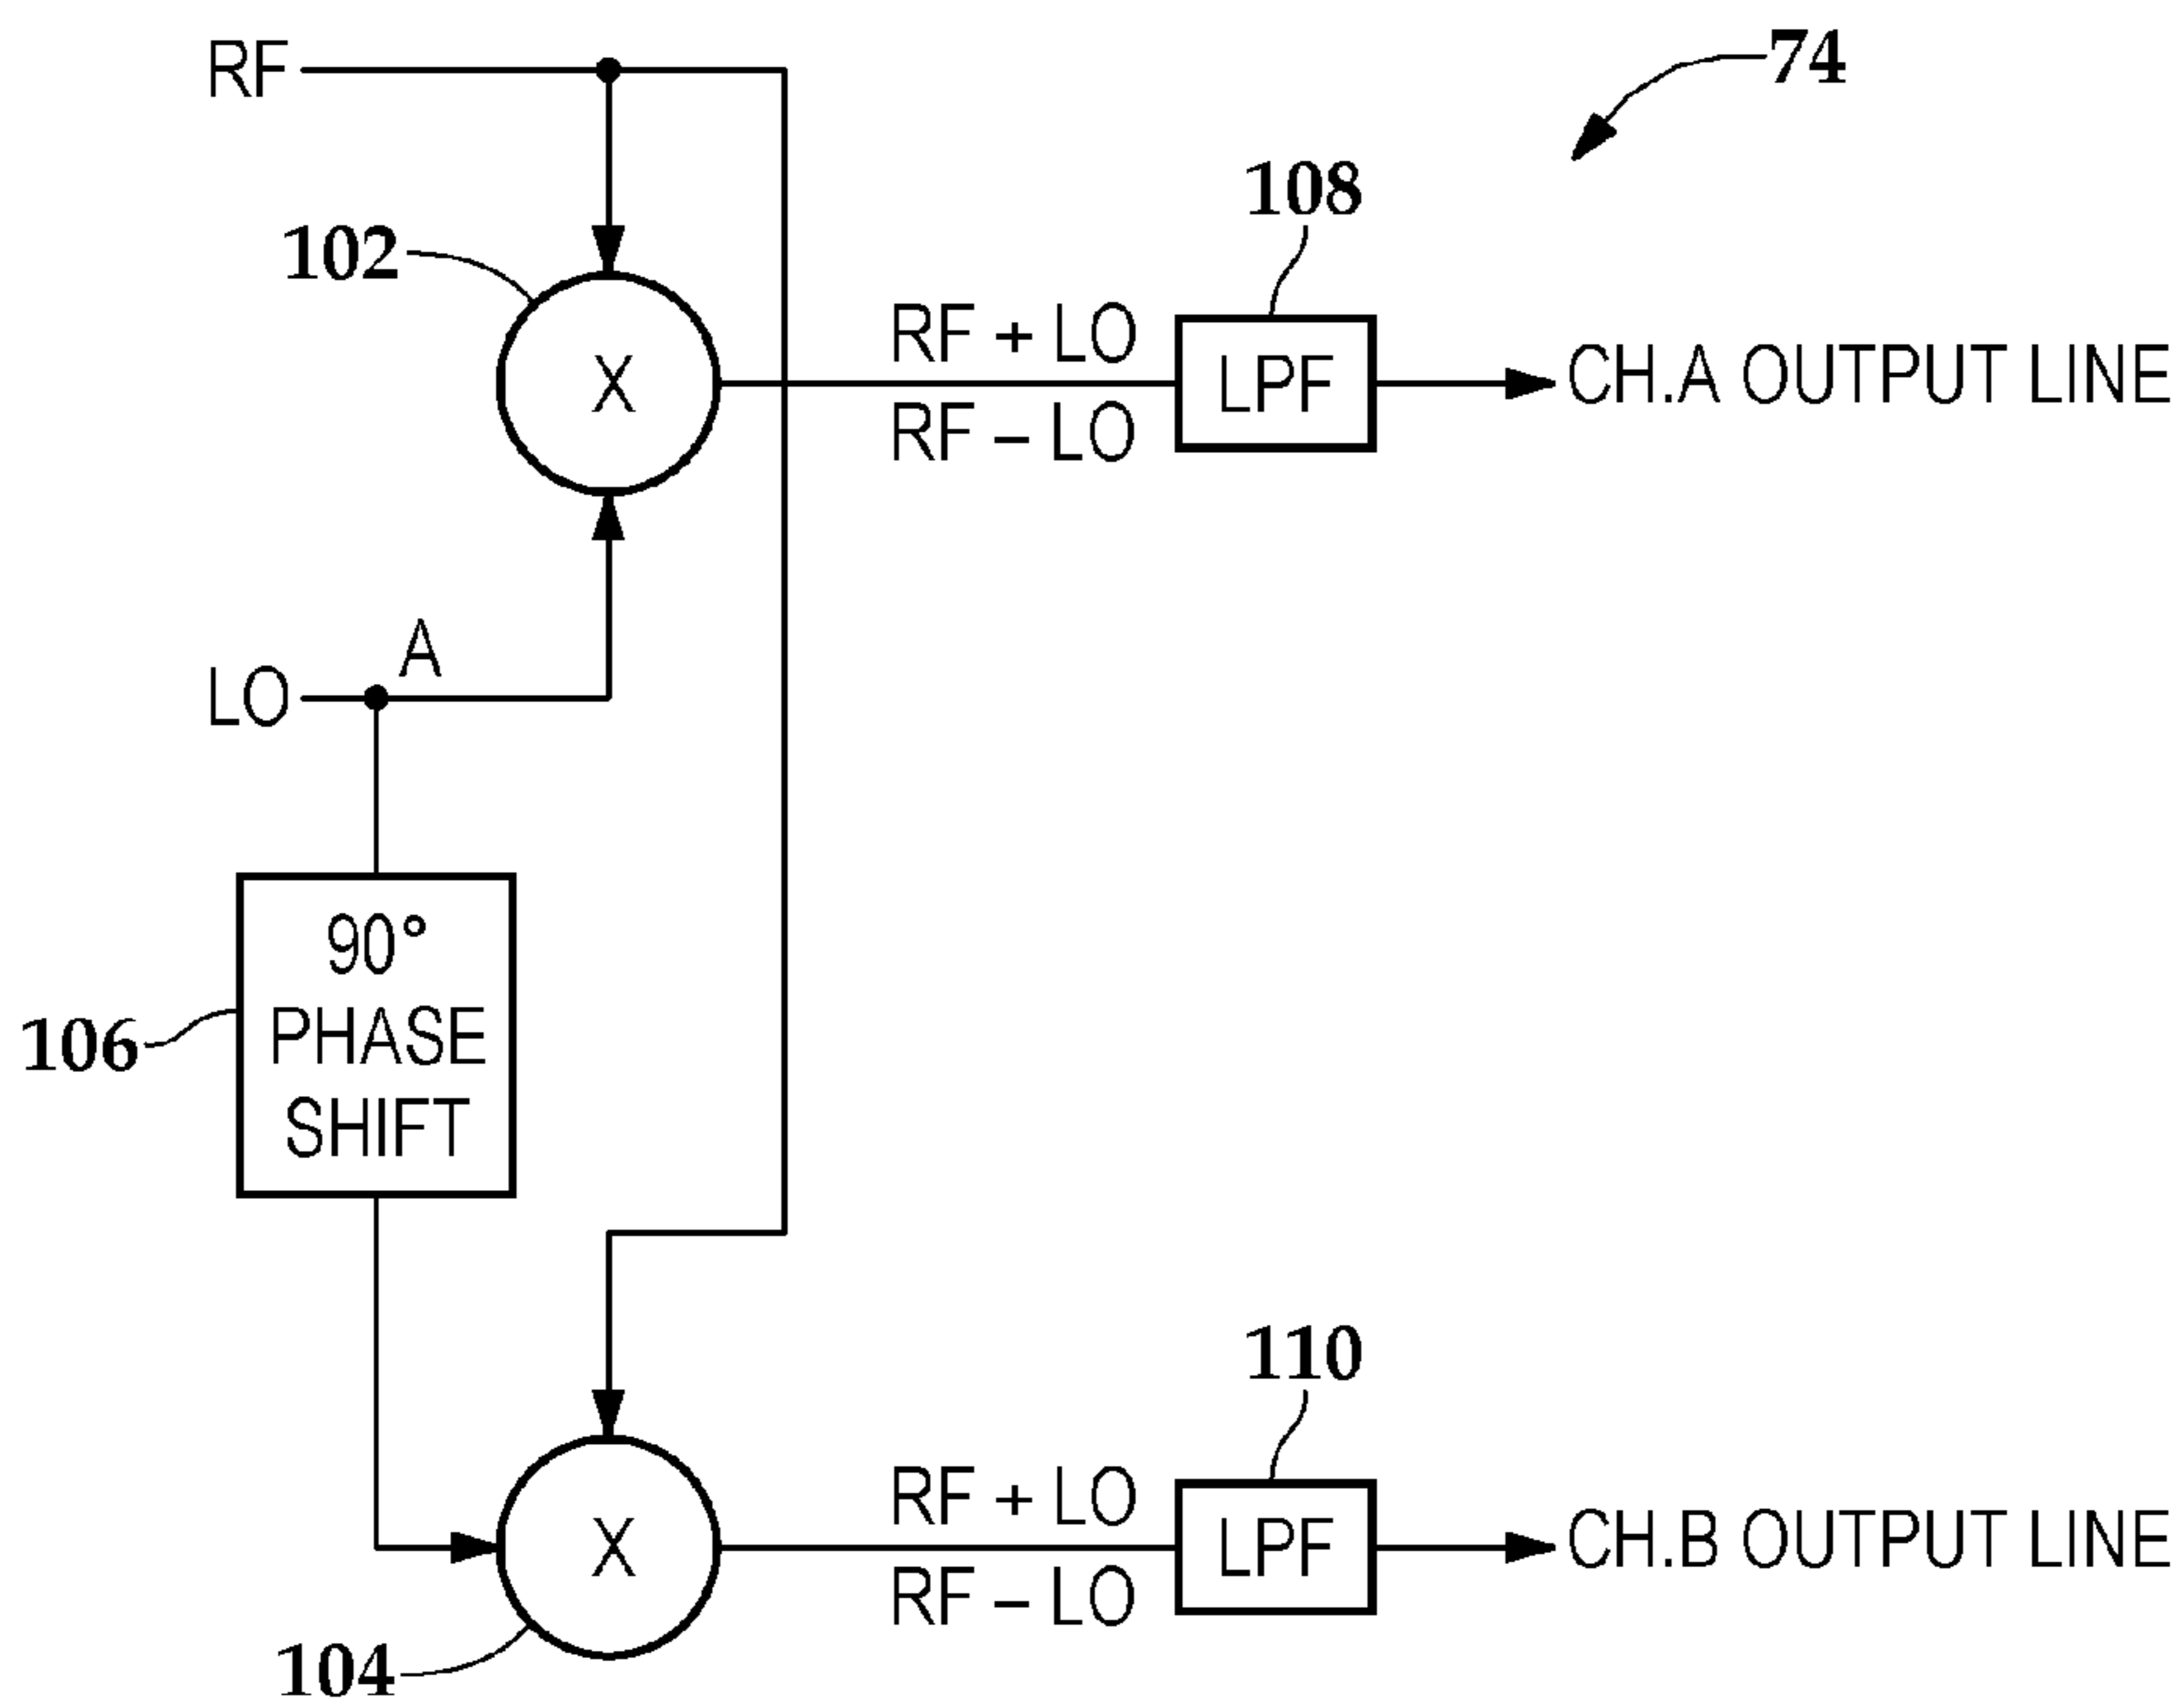 RF
74
108
102
RF + LO
X
LPF
CH.A OUTPUT LINE
RF – LO
A
LO
90°
PHASE
SHIFT
106
110
RF + LO
X
LPF
CH.B OUTPUT LINE
RF – LO
104